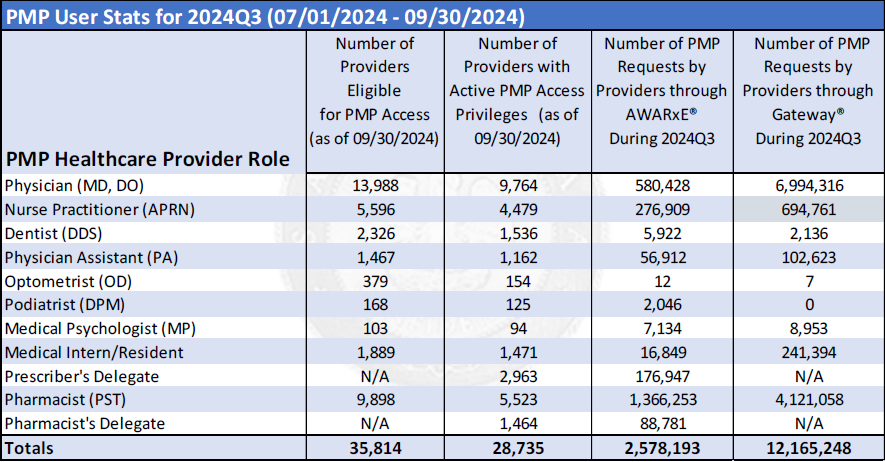 PMP User Stats for 2024Q3 (07/01/2024 - 09/30/2024)
PMP Healthcare Provider Role
Number of
Providers
Eligible
for PMP Access
(as of 09/30/2024)
Number of
Providers with
Active PMP Access
Privileges (as of
09/30/2024)
Number of PMP
Requests by
Providers through
AWARxE®
During 2024Q3
Number of PMP
Requests by
Providers through
Gateway®
During 2024Q3
Physician (MD, DO) 13,988 9,764 580,428 6,994,316
Nurse Practitioner (APRN) 5,596 4,479 276,909 694,761
Dentist (DDS) 2,326 1,536 5,922 2,136
Physician Assistant (PA) 1,467 1,162 56,912 102,623
Optometrist (OD) 379 154 12 7
Podiatrist (DPM) 168 125 2,046 0
Medical Psychologist (MP) 103 94 7,134 8,953
Medical Intern/Resident 1,889 1,471 16,849 241,394
Prescriber's Delegate N/A 2,963 176,947 N/A
Pharmacist (PST) 9,898 5,523 1,366,253 4,121,058
Pharmacist's Delegate N/A 1,464 88,781 N/A
Totals 35,814 28,735 2,578,193 12,165,248